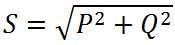 S = √(P² + Q²)